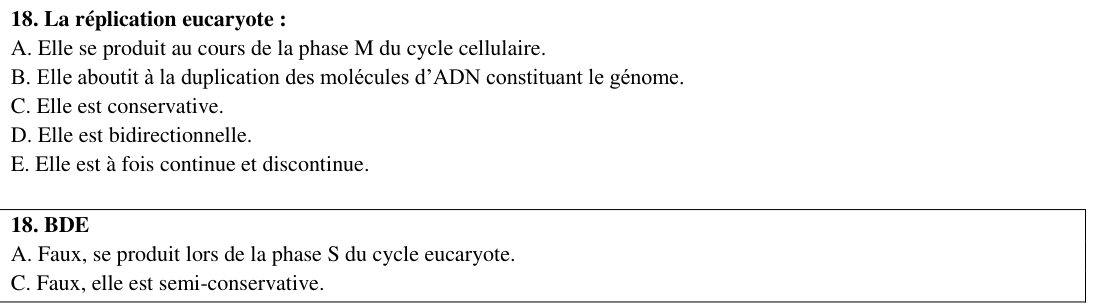 18. La réplication eucaryote :
A. Elle se produit au cours de la phase M du cycle cellulaire.
B. Elle aboutit à la duplication des molécules d’ADN constituant le génome.
C. Elle est conservative.
D. Elle est bidirectionnelle.
E. Elle est à fois continue et discontinue.
18. BDE
A. Faux, se produit lors de la phase S du cycle eucaryote.
C. Faux, elle est semi-conservative.